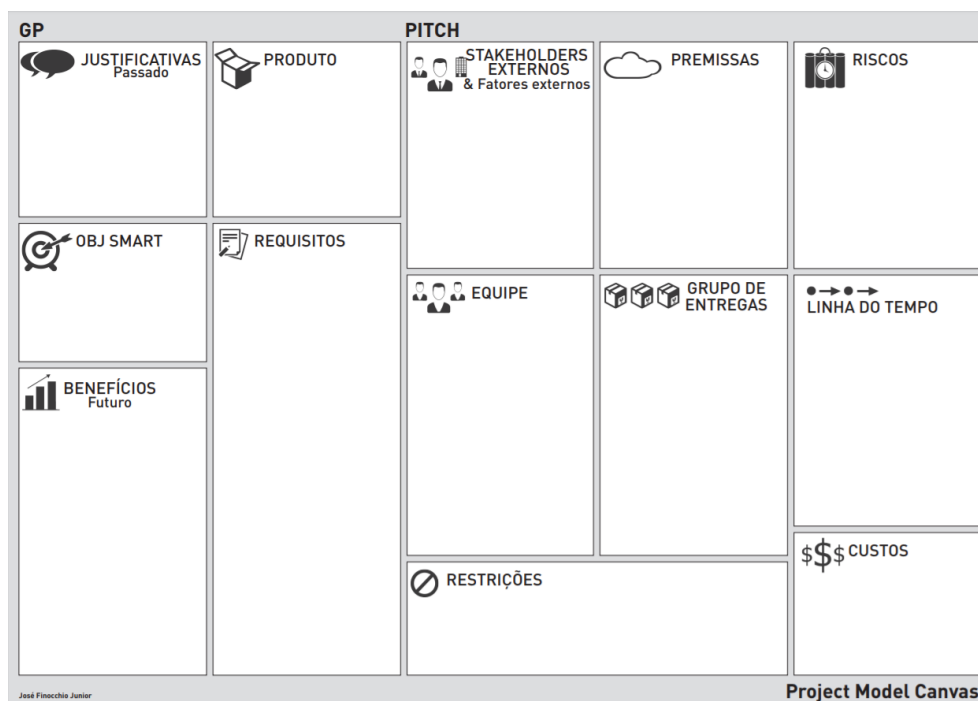 GP
PITCH
JUSTIFICATIVAS
Passado
PRODUTO
STAKEHOLDERS
EXTERNOS
& Fatores externos
PREMISSAS
RISCOS
OBJ SMART
REQUISITOS
EQUIPE
GRUPO DE
ENTREGAS
LINHA DO TEMPO
BENEFÍCIOS
Futuro
$$$ CUSTOS
RESTRIÇÕES
José Finocchio Junior
Project Model Canvas